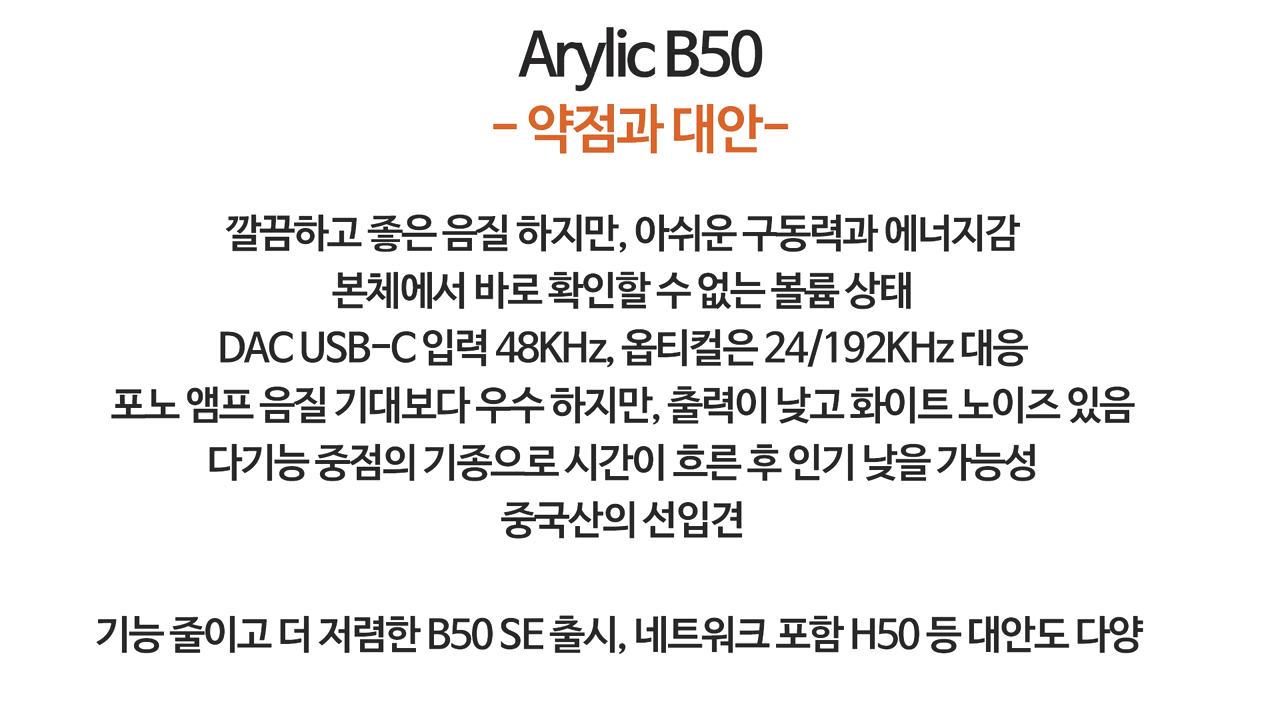 Arylic B50
- 약점과 대안-
깔끔하고 좋은 음질 하지만, 아쉬운 구동력과 에너지감
본체에서 바로 확인할 수 없는 볼륨 상태
DAC USB-C 입력 48KHz, 옵티컬은 24/192KHz 대응
포노 앰프 음질 기대보다 우수 하지만, 출력이 낮고 화이트 노이즈 있음
다기능 중점의 기종으로 시간이 흐른 후 인기 낮을 가능성
중국산의 선입견
기능 줄이고 더 저렴한 B50 SE 출시, 네트워크 포함 H50 등 대안도 다양